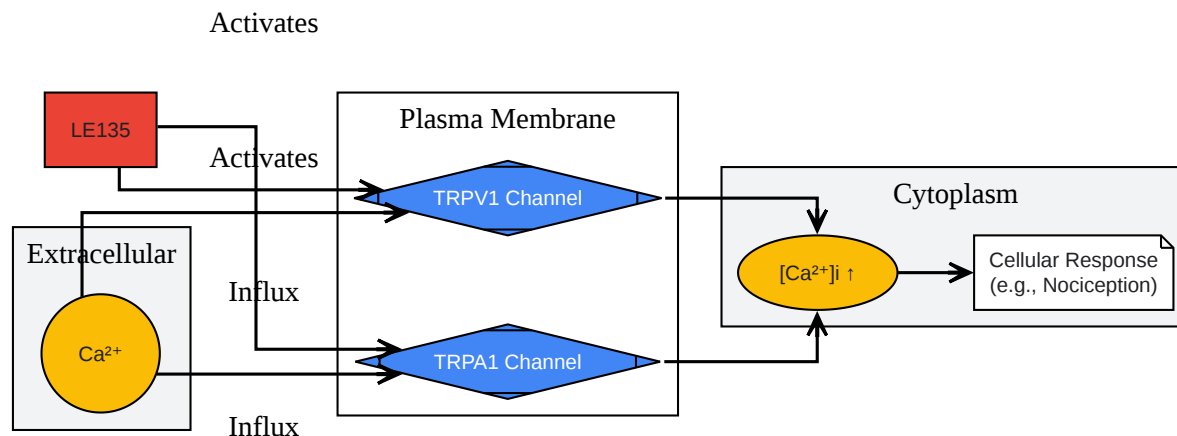 Activates
LE135
Plasma Membrane
Activates
TRPV1 Channel
Cytoplasm
Extracellular
[Ca²⁺]i ↑
Cellular Response
(e.g., Nociception)
Influx
Ca²⁺
TRPA1 Channel
Influx